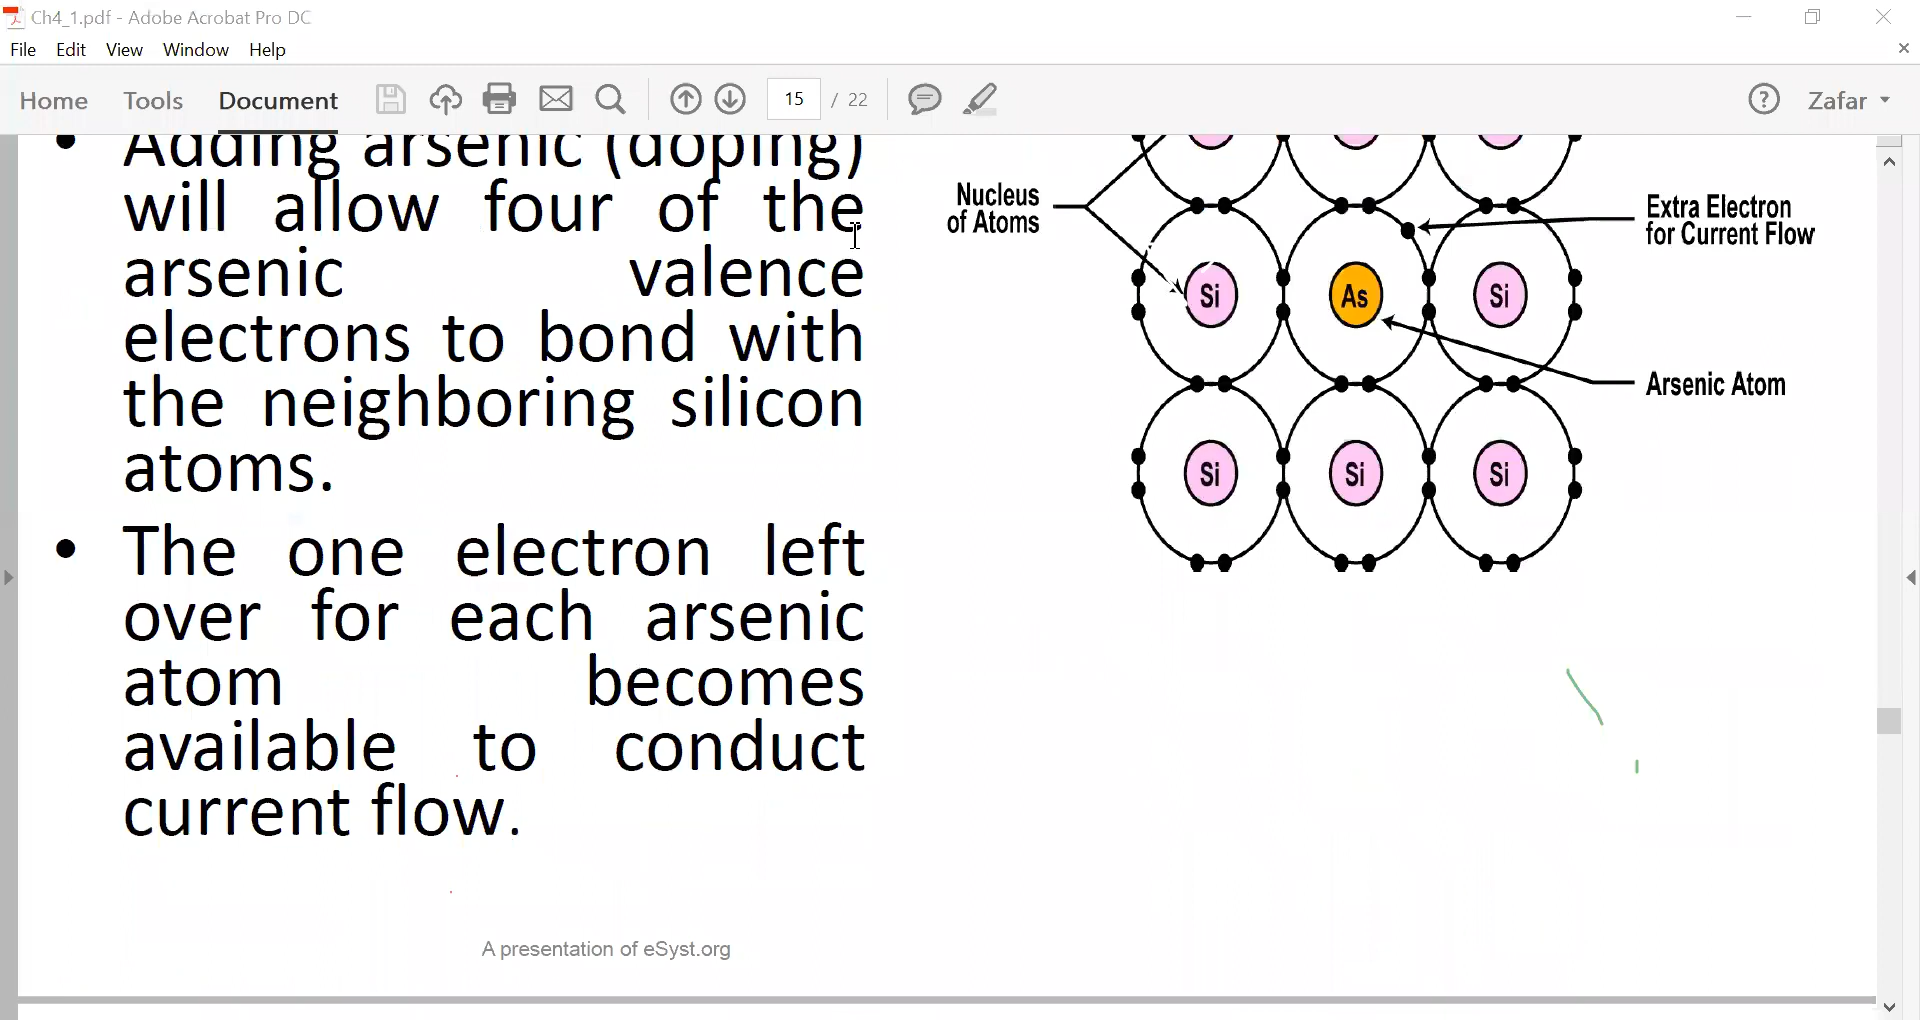 Ch4_1.pdf - Adobe Acrobat Pro DC
File Edit View Window Help
Home Tools Document 15 / 22 Zafar
• Adding arsenic (doping)
will allow four of the
arsenic valence
electrons to bond with
the neighboring silicon
atoms.
• The one electron left
over for each arsenic
atom becomes
available to conduct
current flow.
Nucleus
of Atoms
Extra Electron
for Current Flow
Si As Si
Arsenic Atom
Si Si Si
A presentation of eSyst.org